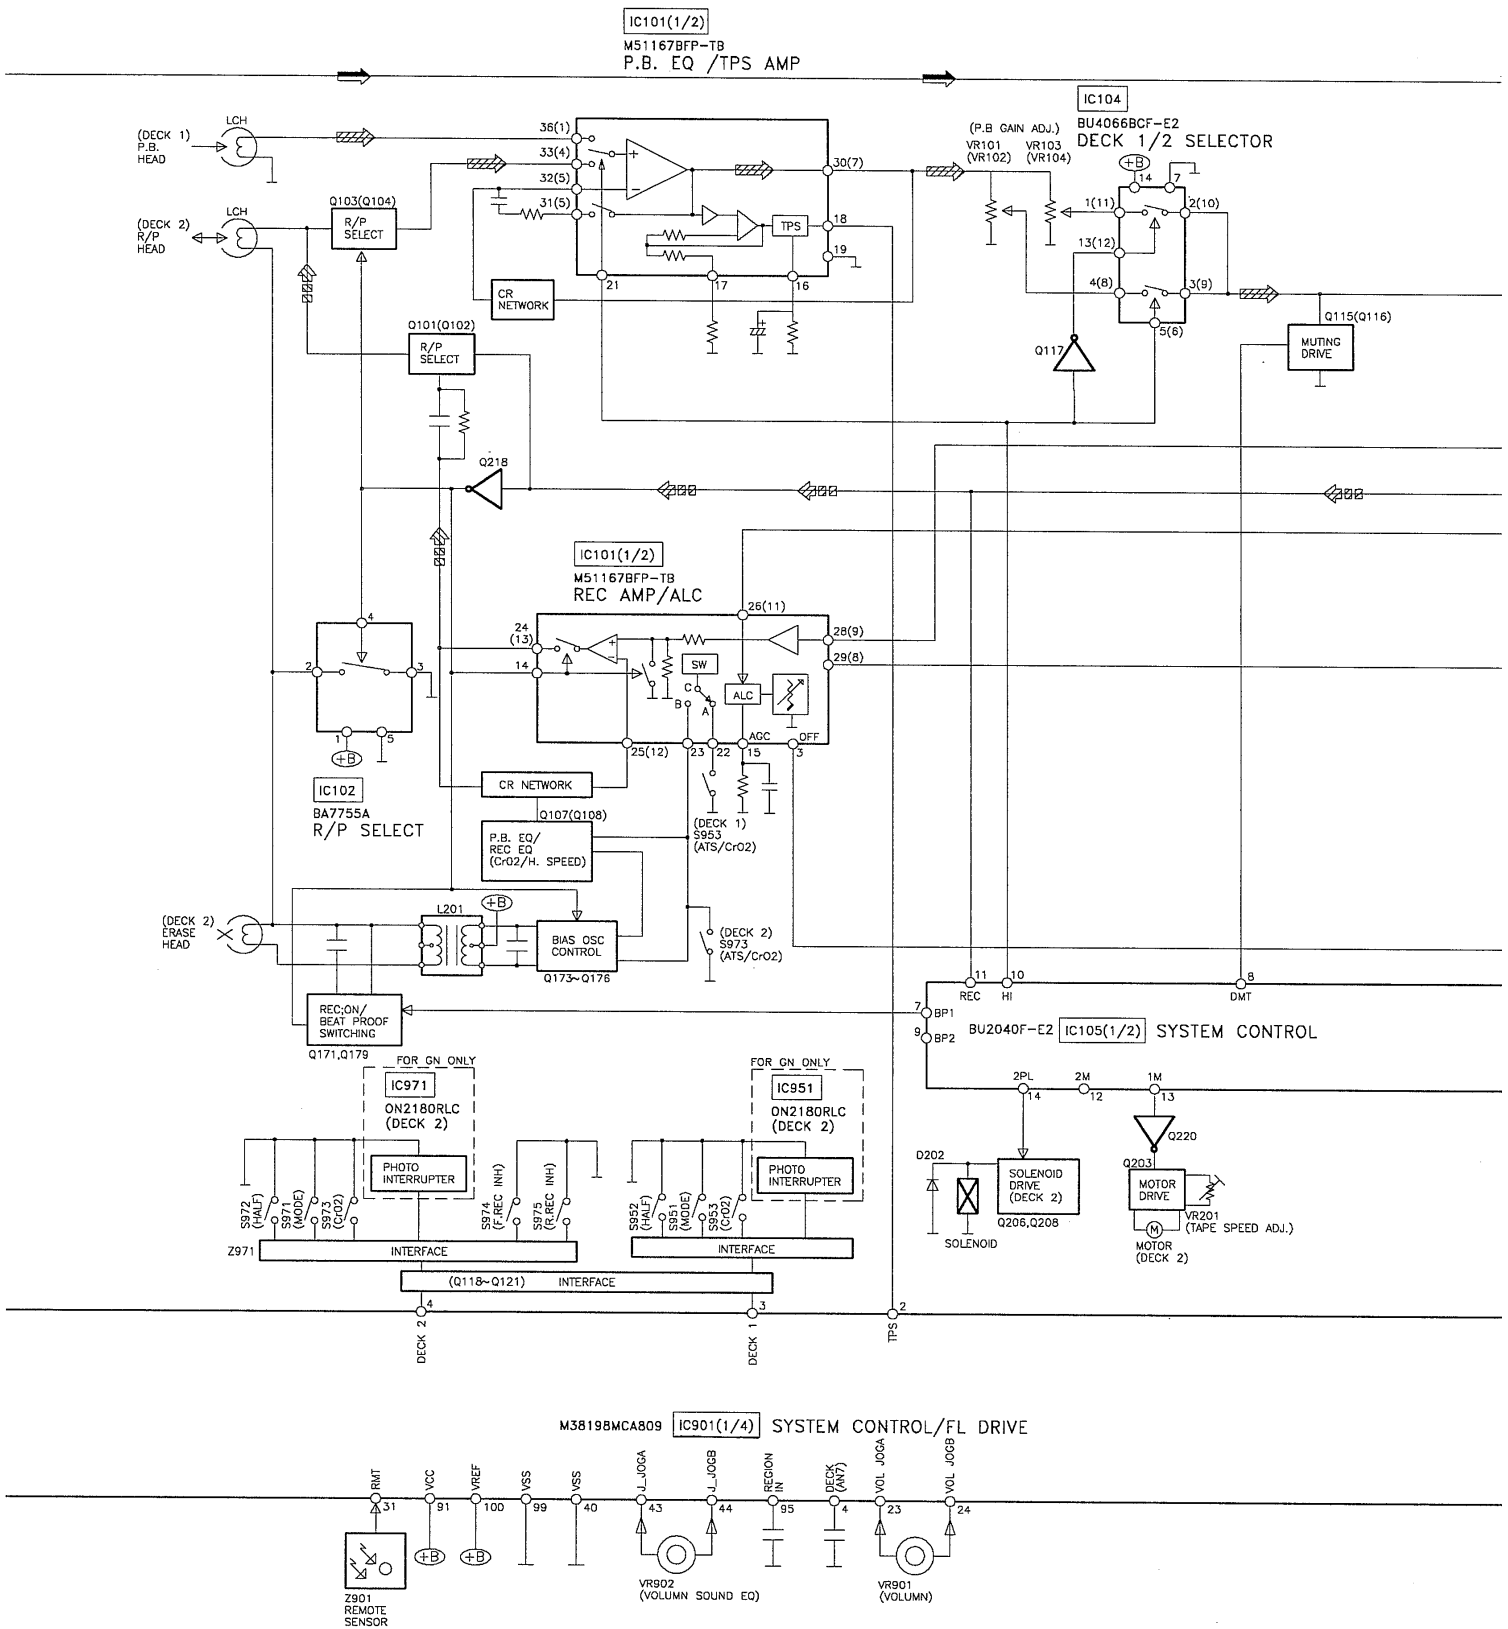 IC101(1/2)
M51167BFP-TB
P.B. EQ /TPS AMP
IC104
BU4066BCF-E2
DECK 1/2 SELECTOR
(DECK 1)
P.B.
HEAD
LCH
36(1)
33(4)
32(5)
31(5)
30(7)
(P.B GAIN ADJ.)
VR101
(VR102)
VR103
(VR104)
+B
14
7
1(11)
2(10)
13(12)
4(8)
3(9)
5(6)
(DECK 2)
R/P
HEAD
LCH
Q103(Q104)
R/P
SELECT
TPS
18
19
21
17
16
CR
NETWORK
Q101(Q102)
R/P
SELECT
Q117
Q115(Q116)
MUTING
DRIVE
Q218
IC101(1/2)
M51167BFP-TB
REC AMP/ALC
26(11)
24
(13)
14
28(9)
29(8)
SW
C
B
A
ALC
AGC
OFF
25(12)
23
22
15
3
4
2
3
1
5
+B
IC102
BA7755A
R/P SELECT
CR NETWORK
Q107(Q108)
P.B. EQ/
REC EQ
(CrO2/H. SPEED)
(DECK 1)
S953
(ATS/CrO2)
(DECK 2)
ERASE
HEAD
L201
+B
BIAS OSC
CONTROL
Q173~Q176
(DECK 2)
S973
(ATS/CrO2)
REC;ON/
BEAT PROOF
SWITCHING
Q171,Q179
11
REC
10
HI
8
DMT
7
BP1
9
BP2
BU2040F-E2
IC105(1/2)
SYSTEM CONTROL
2PL
14
2M
12
1M
13
FOR GN ONLY
IC971
ON2180RLC
(DECK 2)
PHOTO
INTERRUPTER
FOR GN ONLY
IC951
ON2180RLC
(DECK 2)
PHOTO
INTERRUPTER
S972
(HALF)
S971
(MODE)
S973
(CrO2)
S974
(F.REC INH)
S975
(R.REC INH)
S952
(HALF)
S951
(MODE)
S953
(CrO2)
Z971
INTERFACE
INTERFACE
(Q118~Q121)
INTERFACE
D202
SOLENOID
SOLENOID
DRIVE
(DECK 2)
Q206,Q208
Q220
Q203
MOTOR
DRIVE
VR201
(TAPE SPEED ADJ.)
M
MOTOR
(DECK 2)
4
DECK 2
3
DECK 1
2
TPS
M38198MCA809
IC901(1/4)
SYSTEM CONTROL/FL DRIVE
RMT
31
VCC
91
VREF
100
VSS
99
VSS
40
J_JOGA
43
J_JOGB
44
REGION
IN
95
DECK
(AN7)
4
VOL JOGA
23
VOL JOGB
24
+B
+B
Z901
REMOTE
SENSOR
VR902
(VOLUMN SOUND EQ)
VR901
(VOLUMN)